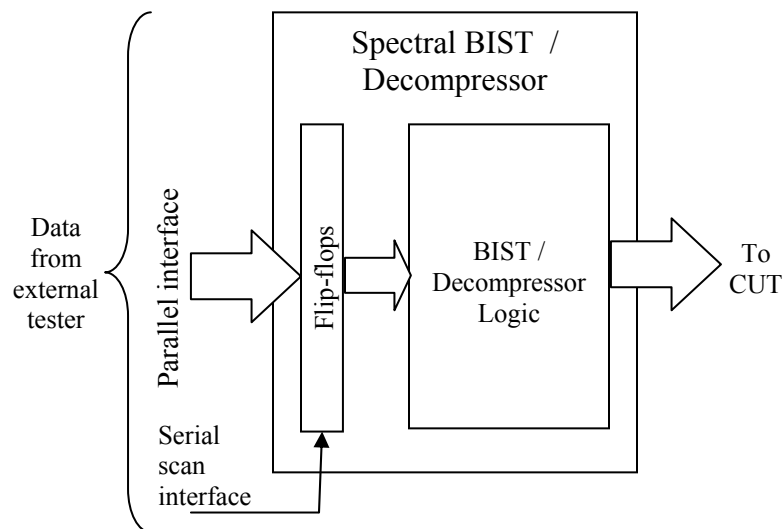 Spectral BIST /
Decompressor
Data
from
external
tester
Parallel interface
Flip-flops
BIST /
Decompressor
Logic
To
CUT
Serial
scan
interface